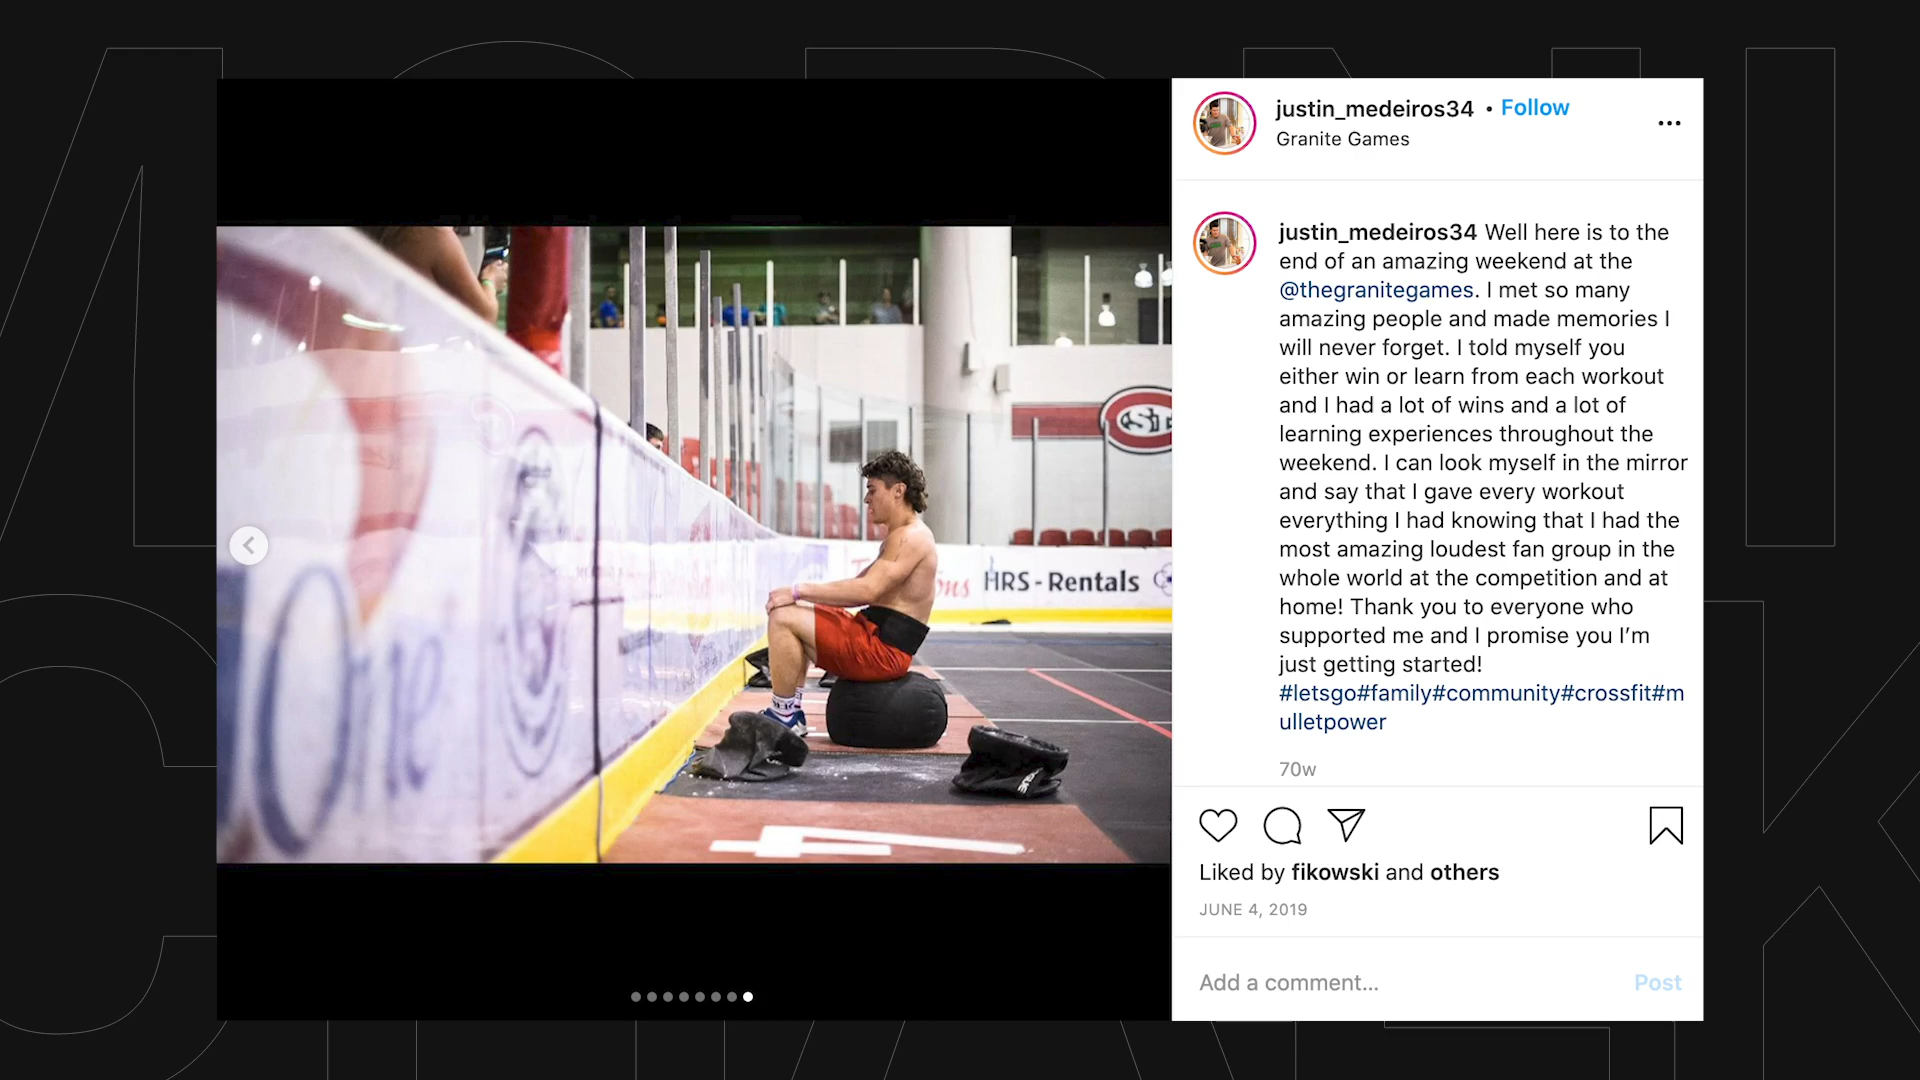 justin_medeiros34 • Follow
Granite Games
justin_medeiros34 Well here is to the
end of an amazing weekend at the
@thegranitegames. I met so many
amazing people and made memories I
will never forget. I told myself you
either win or learn from each workout
and I had a lot of wins and a lot of
learning experiences throughout the
weekend. I can look myself in the mirror
and say that I gave every workout
everything I had knowing that I had the
most amazing loudest fan group in the
whole world at the competition and at
home! Thank you to everyone who
supported me and I promise you I’m
just getting started!
#letsgo#family#community#crossfit#m
ulletpower
70w
Liked by fikowski and others
JUNE 4, 2019
Add a comment...
Post
HRS - Rentals
One
4